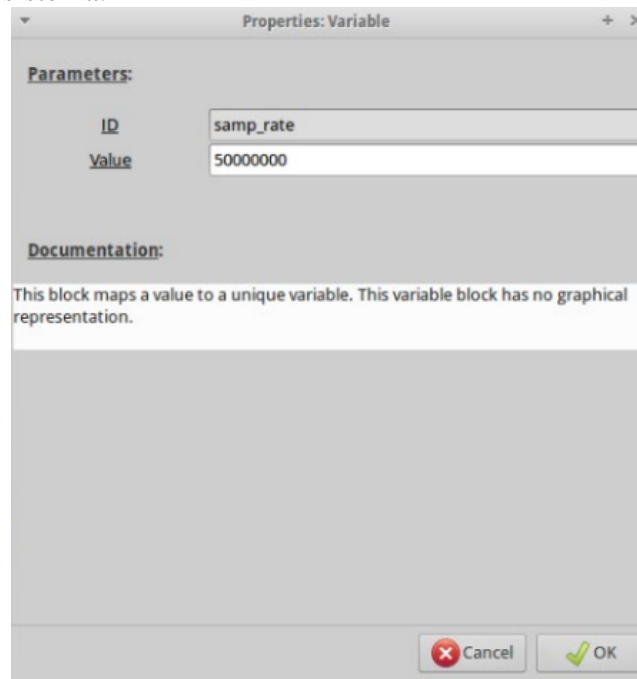 Properties: Variable
Parameters:
ID
samp_rate
Value
50000000
Documentation:
This block maps a value to a unique variable. This variable block has no graphical
representation.
Cancel
OK